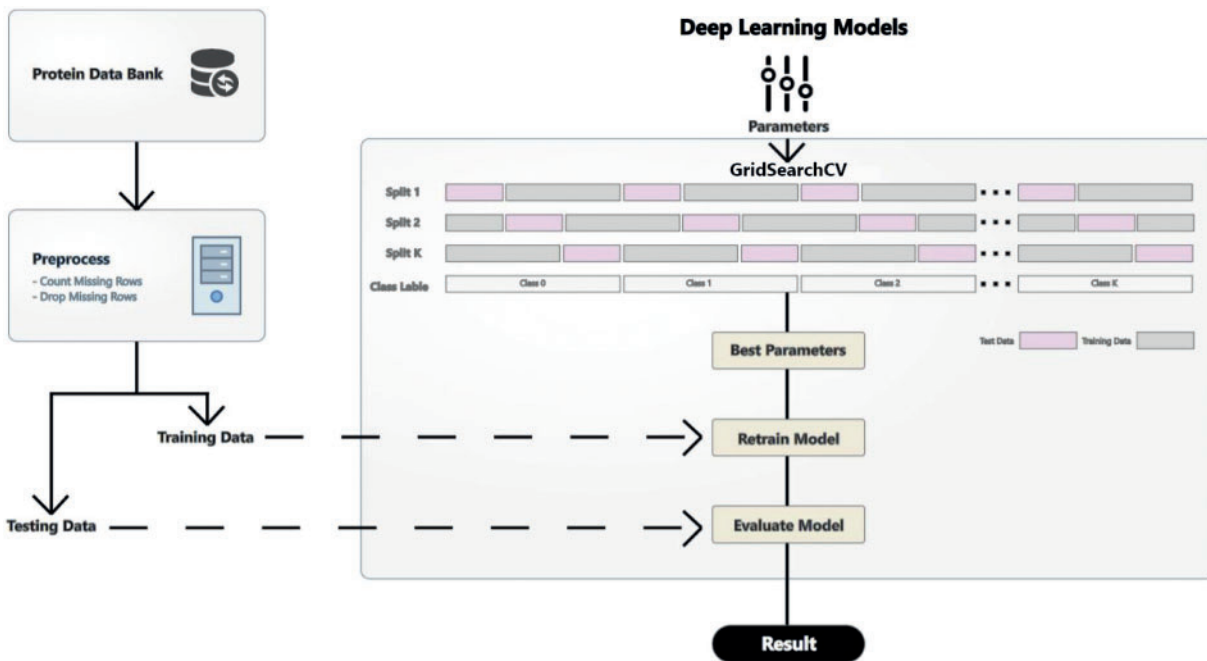 Protein Data Bank
Preprocess
- Count Missing Rows
- Drop Missing Rows
Training Data
Testing Data
Deep Learning Models
Parameters
GridSearchCV
Split 1
Split 2
Split K
Class Lable
Class 0
Class 1
Class 2
Class K
Test Data
Training Data
Best Parameters
Retrain Model
Evaluate Model
Result